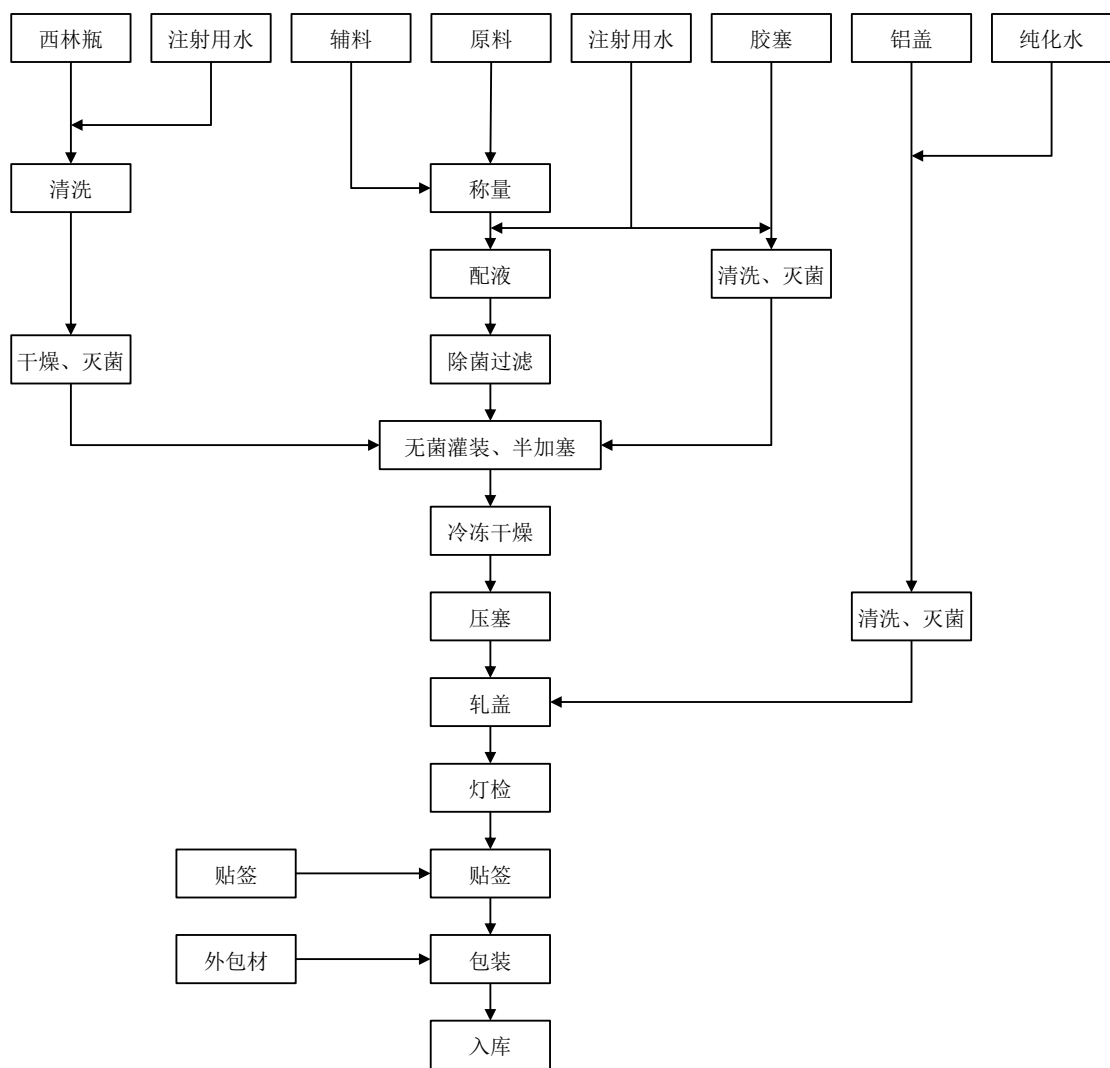 西林瓶
注射用水
辅料
原料
注射用水
胶塞
铝盖
纯化水
清洗
称量
配液
清洗、灭菌
干燥、灭菌
除菌过滤
无菌灌装、半加塞
冷冻干燥
压塞
清洗、灭菌
轧盖
灯检
贴签
贴签
外包材
包装
入库